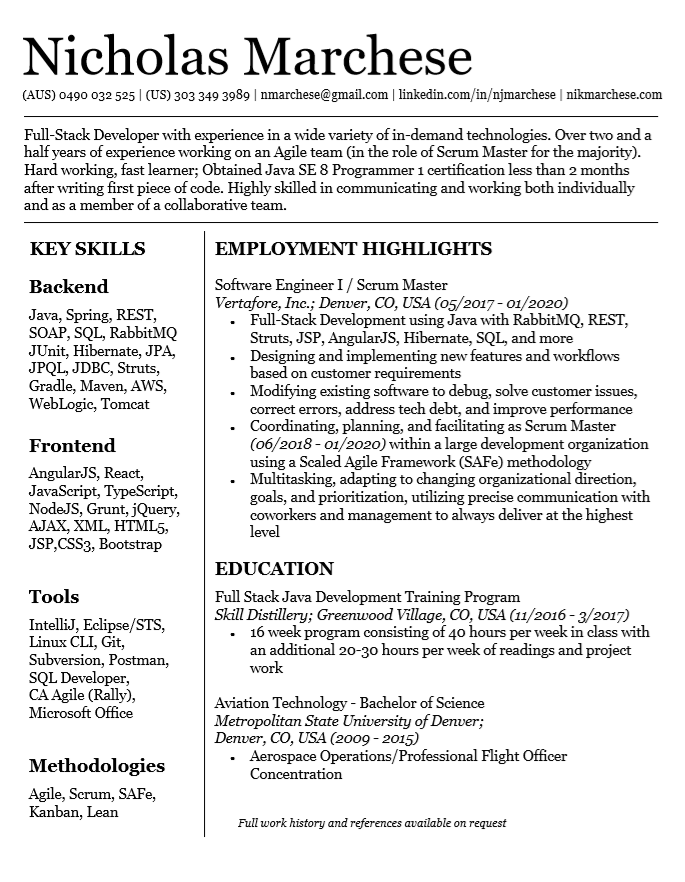 Nicholas Marchese
(AUS) 0490 032 525 | (US) 303 349 3989 | nmarchese@gmail.com | linkedin.com/in/njmarchese | nikmarchese.com
Full-Stack Developer with experience in a wide variety of in-demand technologies. Over two and a
half years of experience working on an Agile team (in the role of Scrum Master for the majority).
Hard working, fast learner; Obtained Java SE 8 Programmer 1 certification less than 2 months
after writing first piece of code. Highly skilled in communicating and working both individually
and as a member of a collaborative team.
KEY SKILLS
Backend
Java, Spring, REST,
SOAP, SQL, RabbitMQ
JUnit, Hibernate, JPA,
JPQL, JDBC, Struts,
Gradle, Maven, AWS,
WebLogic, Tomcat
Frontend
AngularJS, React,
JavaScript, TypeScript,
NodeJS, Grunt, jQuery,
AJAX, XML, HTML5,
JSP,CSS3, Bootstrap
Tools
IntelliJ, Eclipse/STS,
Linux CLI, Git,
Subversion, Postman,
SQL Developer,
CA Agile (Rally),
Microsoft Office
Methodologies
Agile, Scrum, SAFe,
Kanban, Lean
EMPLOYMENT HIGHLIGHTS
Software Engineer I / Scrum Master
Vertafore, Inc.; Denver, CO, USA (05/2017 - 01/2020)
• Full-Stack Development using Java with RabbitMQ, REST,
Struts, JSP, AngularJS, Hibernate, SQL, and more
• Designing and implementing new features and workflows
based on customer requirements
• Modifying existing software to debug, solve customer issues,
correct errors, address tech debt, and improve performance
• Coordinating, planning, and facilitating as Scrum Master
(06/2018 - 01/2020) within a large development organization
using a Scaled Agile Framework (SAFe) methodology
• Multitasking, adapting to changing organizational direction,
goals, and prioritization, utilizing precise communication with
coworkers and management to always deliver at the highest
level
EDUCATION
Full Stack Java Development Training Program
Skill Distillery; Greenwood Village, CO, USA (11/2016 - 3/2017)
• 16 week program consisting of 40 hours per week in class with
an additional 20-30 hours per week of readings and project
work
Aviation Technology - Bachelor of Science
Metropolitan State University of Denver;
Denver, CO, USA (2009 - 2015)
• Aerospace Operations/Professional Flight Officer
Concentration
Full work history and references available on request